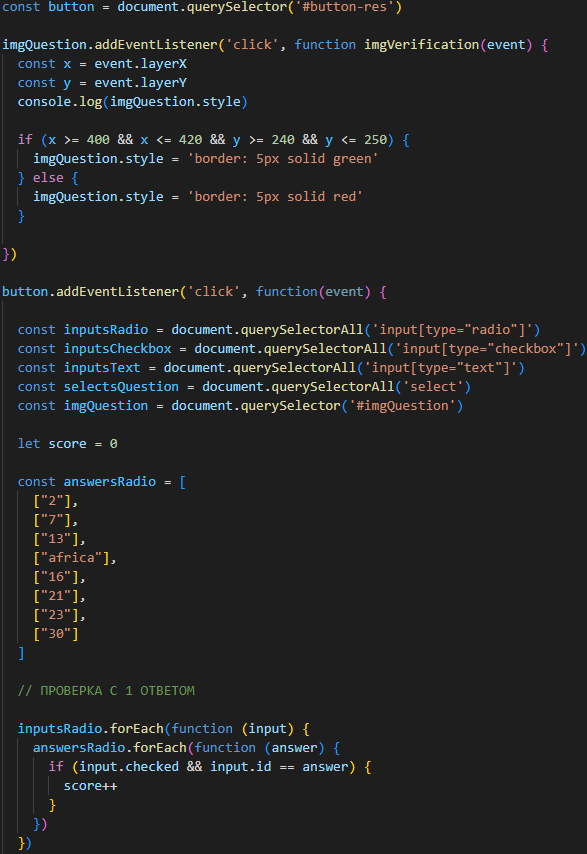 const button = document.querySelector('#button-res')
imgQuestion.addEventListener('click', function imgVerification(event) {
  const x = event.layerX
  const y = event.layerY
  console.log(imgQuestion.style)
  if (x >= 400 && x <= 420 && y >= 240 && y <= 250) {
    imgQuestion.style = 'border: 5px solid green'
  } else {
    imgQuestion.style = 'border: 5px solid red'
  }
})
button.addEventListener('click', function(event) {
  const inputsRadio = document.querySelectorAll('input[type="radio"]')
  const inputsCheckbox = document.querySelectorAll('input[type="checkbox"]')
  const inputsText = document.querySelectorAll('input[type="text"]')
  const selectsQuestion = document.querySelectorAll('select')
  const imgQuestion = document.querySelector('#imgQuestion')
  let score = 0
  const answersRadio = [
    ["2"],
    ["7"],
    ["13"],
    ["africa"],
    ["16"],
    ["21"],
    ["23"],
    ["30"]
  ]
  // ПРОВЕРКА С 1 ОТВЕТОМ
  inputsRadio.forEach(function (input) {
    answersRadio.forEach(function (answer) {
      if (input.checked && input.id == answer) {
        score++
      }
    })
  })